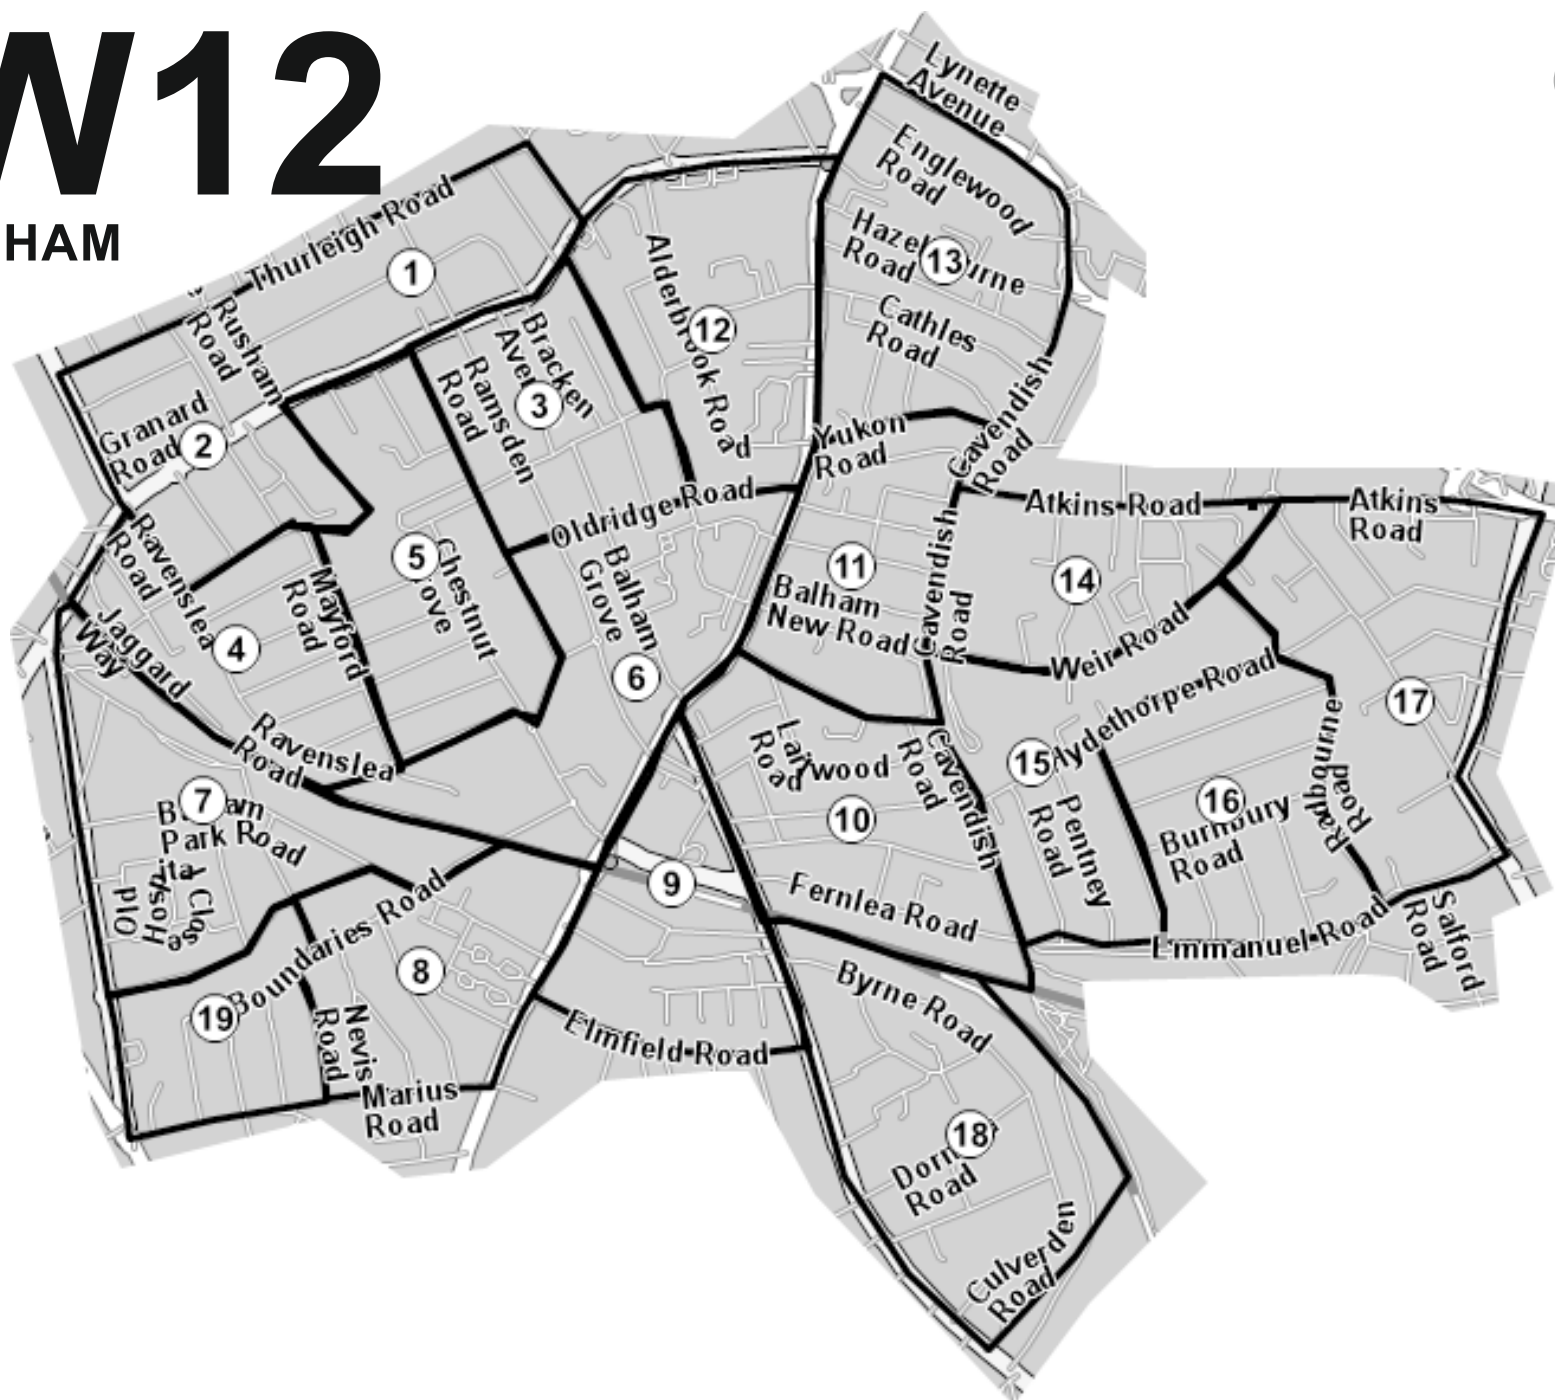 W12
HAM
Lynette
Avenue
Englewood
Road
Thurleigh Road
1
Hazelbourne
Road
13
Rusham
Road
Alderbrook Road
12
Cathles
Road
Bracken
Avenue
3
Ramsden
Road
Granard
Road
2
Yukon
Road
Cavendish
Road
Oldridge Road
Atkins Road
Atkins
Road
Ravenslea
Road
5
Chestnut
Grove
Balham
Grove
11
Balham
New Road
Cavendish
Road
14
Mayford
Road
Jaggard
Way
4
6
Weir Road
Hydethorpe Road
17
Ravenslea
Road
Road
Cavendish
15
Radbourne
Road
7
Balham
Park Road
10
16
Burnbury
Road
Pentney
Road
9
Fernlea Road
Old
Hosp
ital Close
Boundaries Road
8
Emmanuel Road
Salford
Road
19
Nevis
Road
Byrne Road
Elmfield Road
Marius
Road
18
Road
Culverden
Road